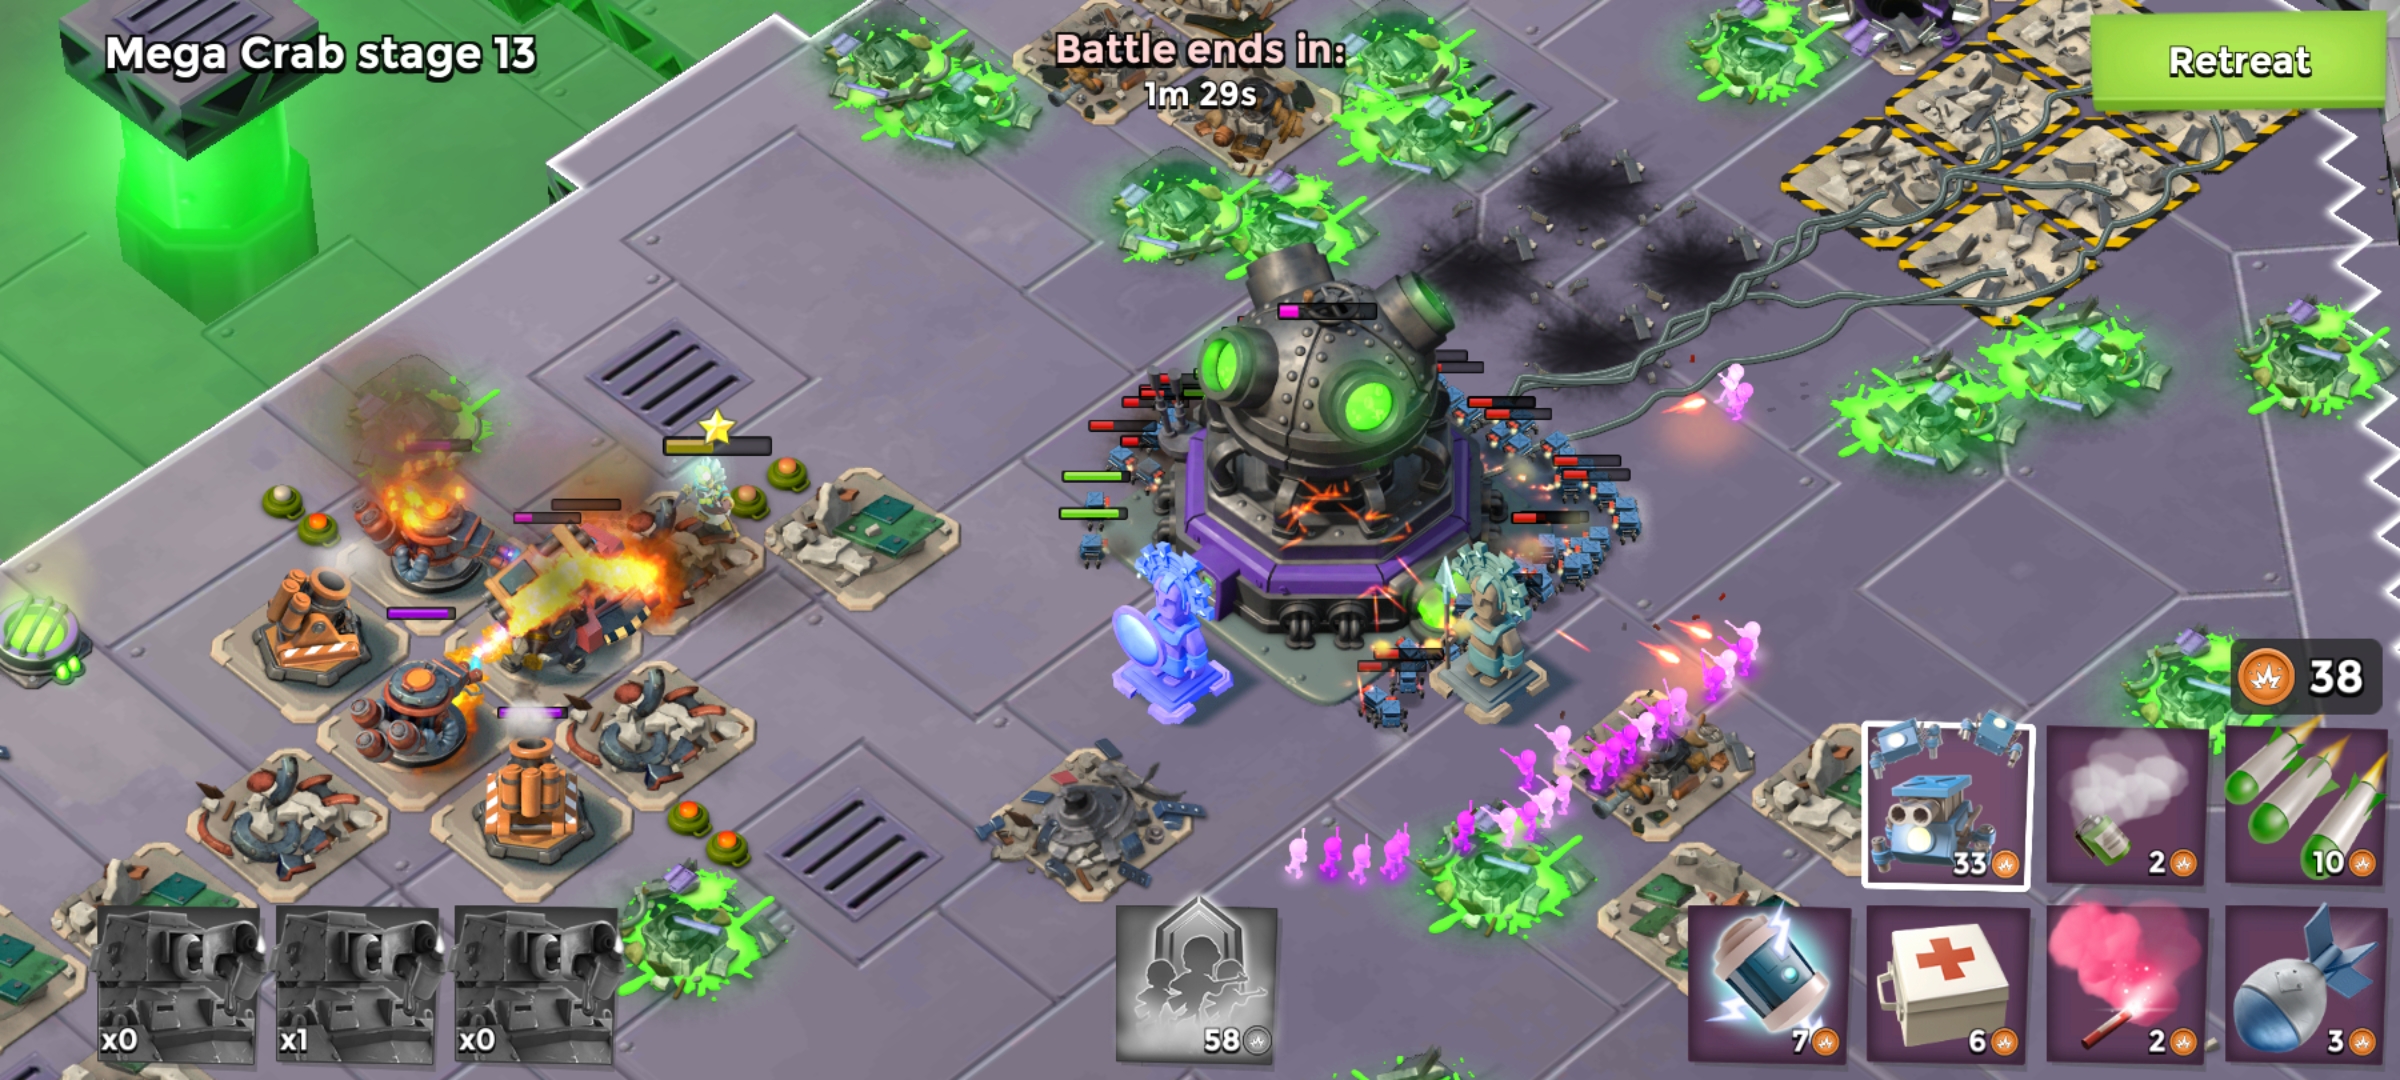 Mega Crab stage 13
Battle ends in:
1m 29s
Retreat
38
33
2
10
x0
x1
x0
58
7
6
2
3